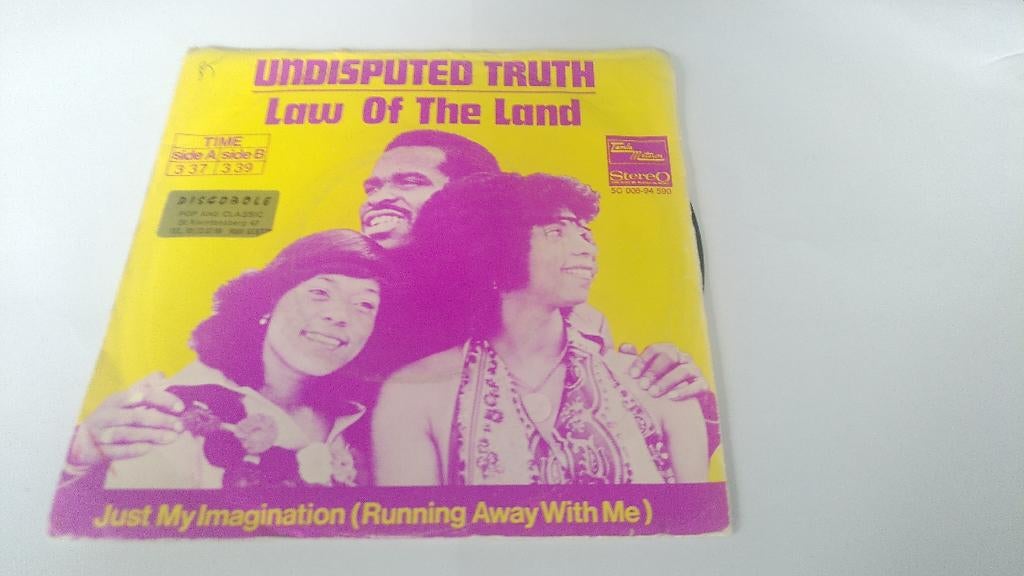 UNDISPUTED TRUTH
Law Of The Land
TIME
side A side B
3 37 3 39
DISCOBOLE
POP AND CLASSIC
Tamla Motown
Stereo
5C 006-94 590
Just My Imagination (Running Away With Me)